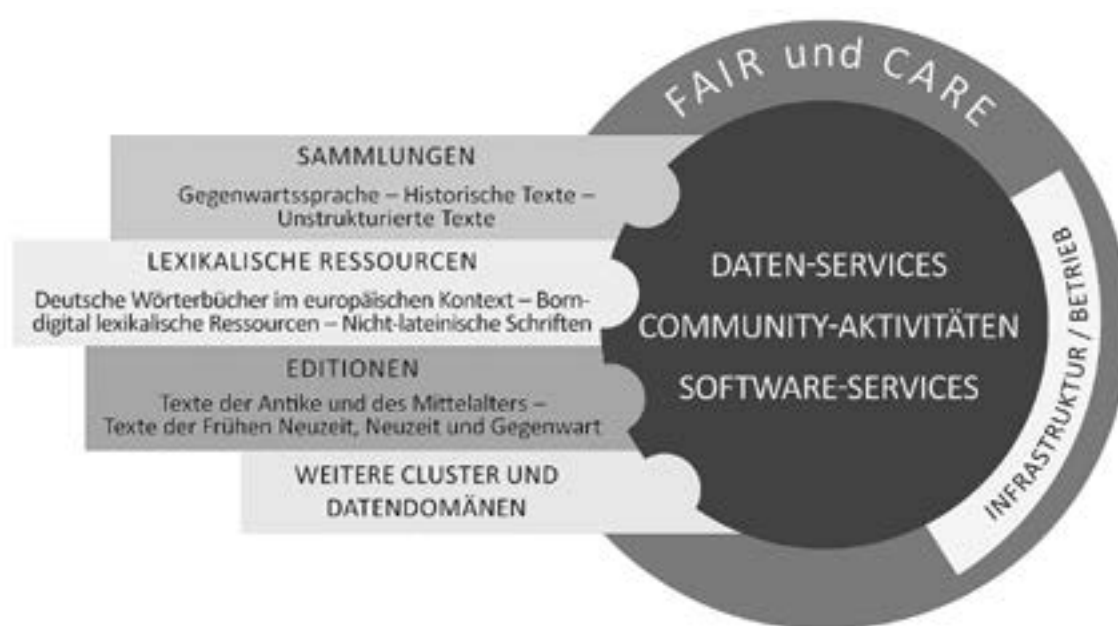 FAIR und CARE
SAMMLUNGEN
Gegenwartssprache – Historische Texte –
Unstrukturierte Texte
LEXIKALISCHE RESSOURCEN
Deutsche Wörterbücher im europäischen Kontext – Born-
digital lexikalische Ressourcen – Nicht-lateinische Schriften
EDITIONEN
Texte der Antike und des Mittelalters –
Texte der Frühen Neuzeit, Neuzeit und Gegenwart
WEITERE CLUSTER UND
DATENDOMÄNEN
DATEN-SERVICES
COMMUNITY-AKTIVITÄTEN
SOFTWARE-SERVICES
INFRASTRUKTUR / BETRIEB